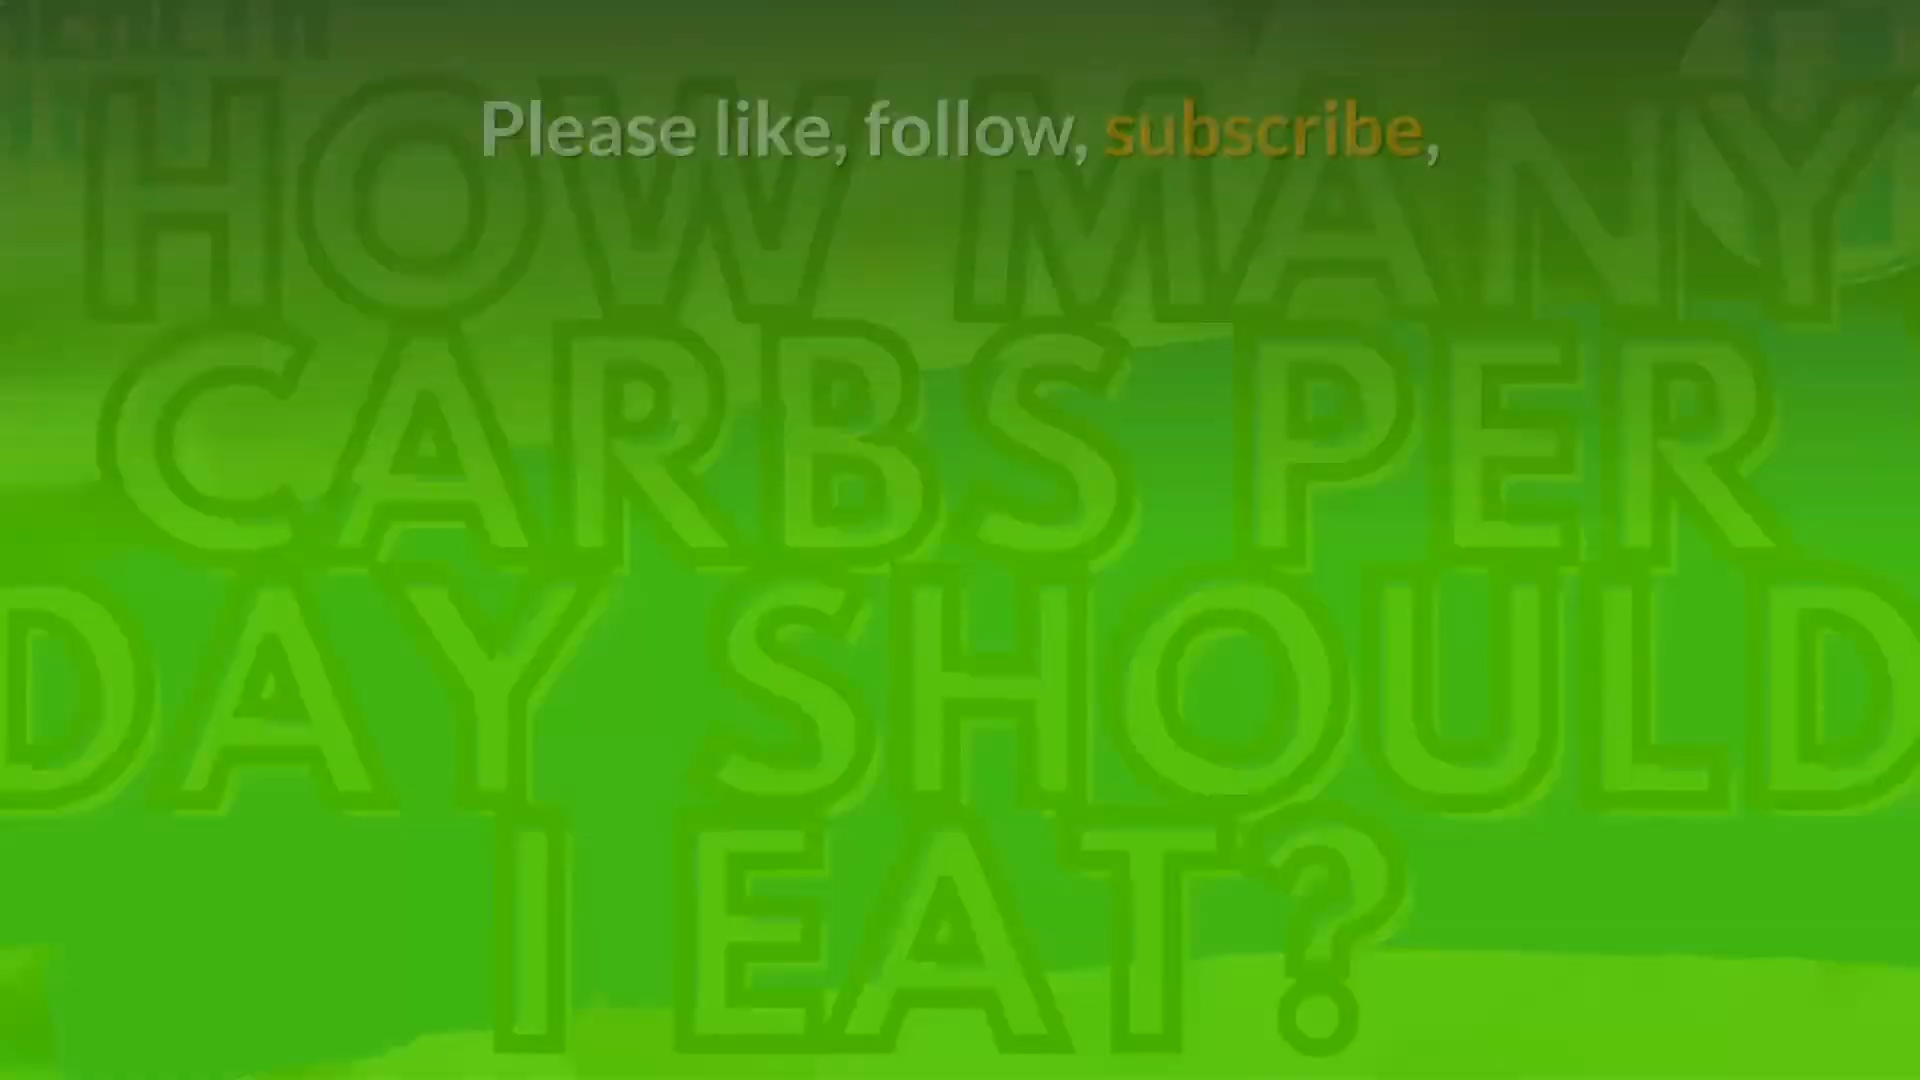 Please like, follow, subscribe,
HOW MANY
CARBS PER
DAY SHOULD
I EAT?